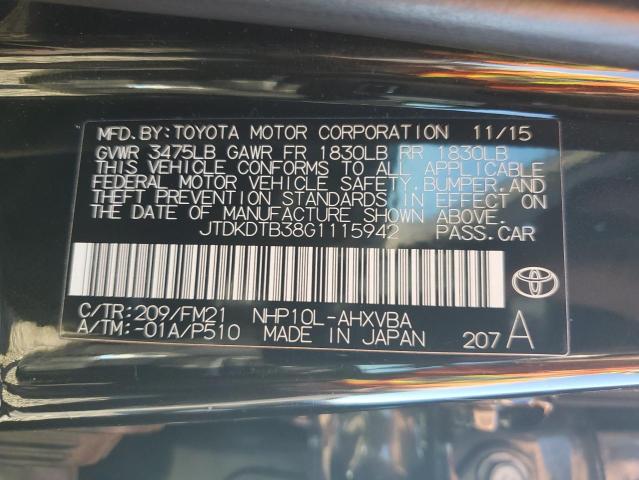 MFD. BY: TOYOTA MOTOR CORPORATION 11/15
GVWR 3475LB GAWR FR 1830LB RR 1830LB
THIS VEHICLE CONFORMS TO ALL APPLICABLE
FEDERAL MOTOR VEHICLE SAFETY, BUMPER, AND
THEFT PREVENTION STANDARDS IN EFFECT ON
THE DATE OF MANUFACTURE SHOWN ABOVE.
JTDKDTB38G1115942 PASS. CAR
C/TR: 209/FM21 NHP10L-AHXVBA
A/TM: -01A/P510 MADE IN JAPAN 207 A